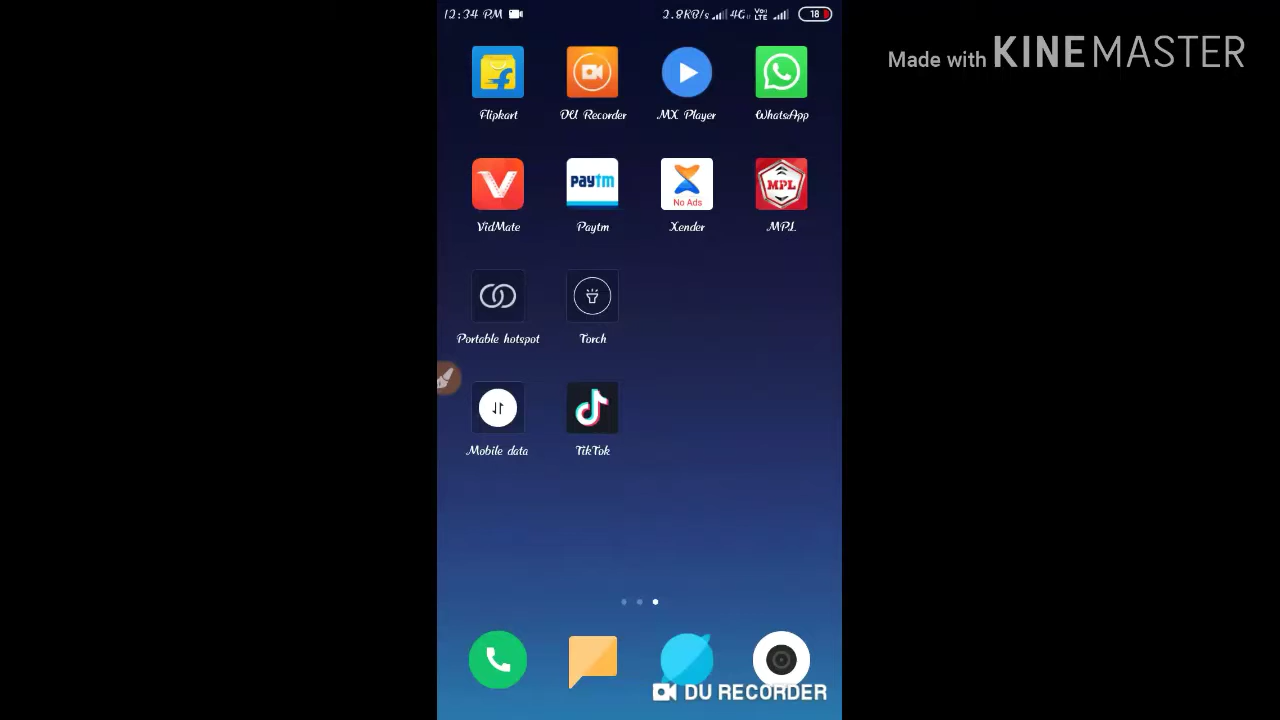 12:34 PM 2.8KB/s 4G Vo) LTE 18
Made with KINEMASTER
Flipkart DU Recorder MX Player WhatsApp
paytm No Ads MPL
VidMate Paytm Xender MPL
Portable hotspot Torch
Mobile data TikTok
DU RECORDER